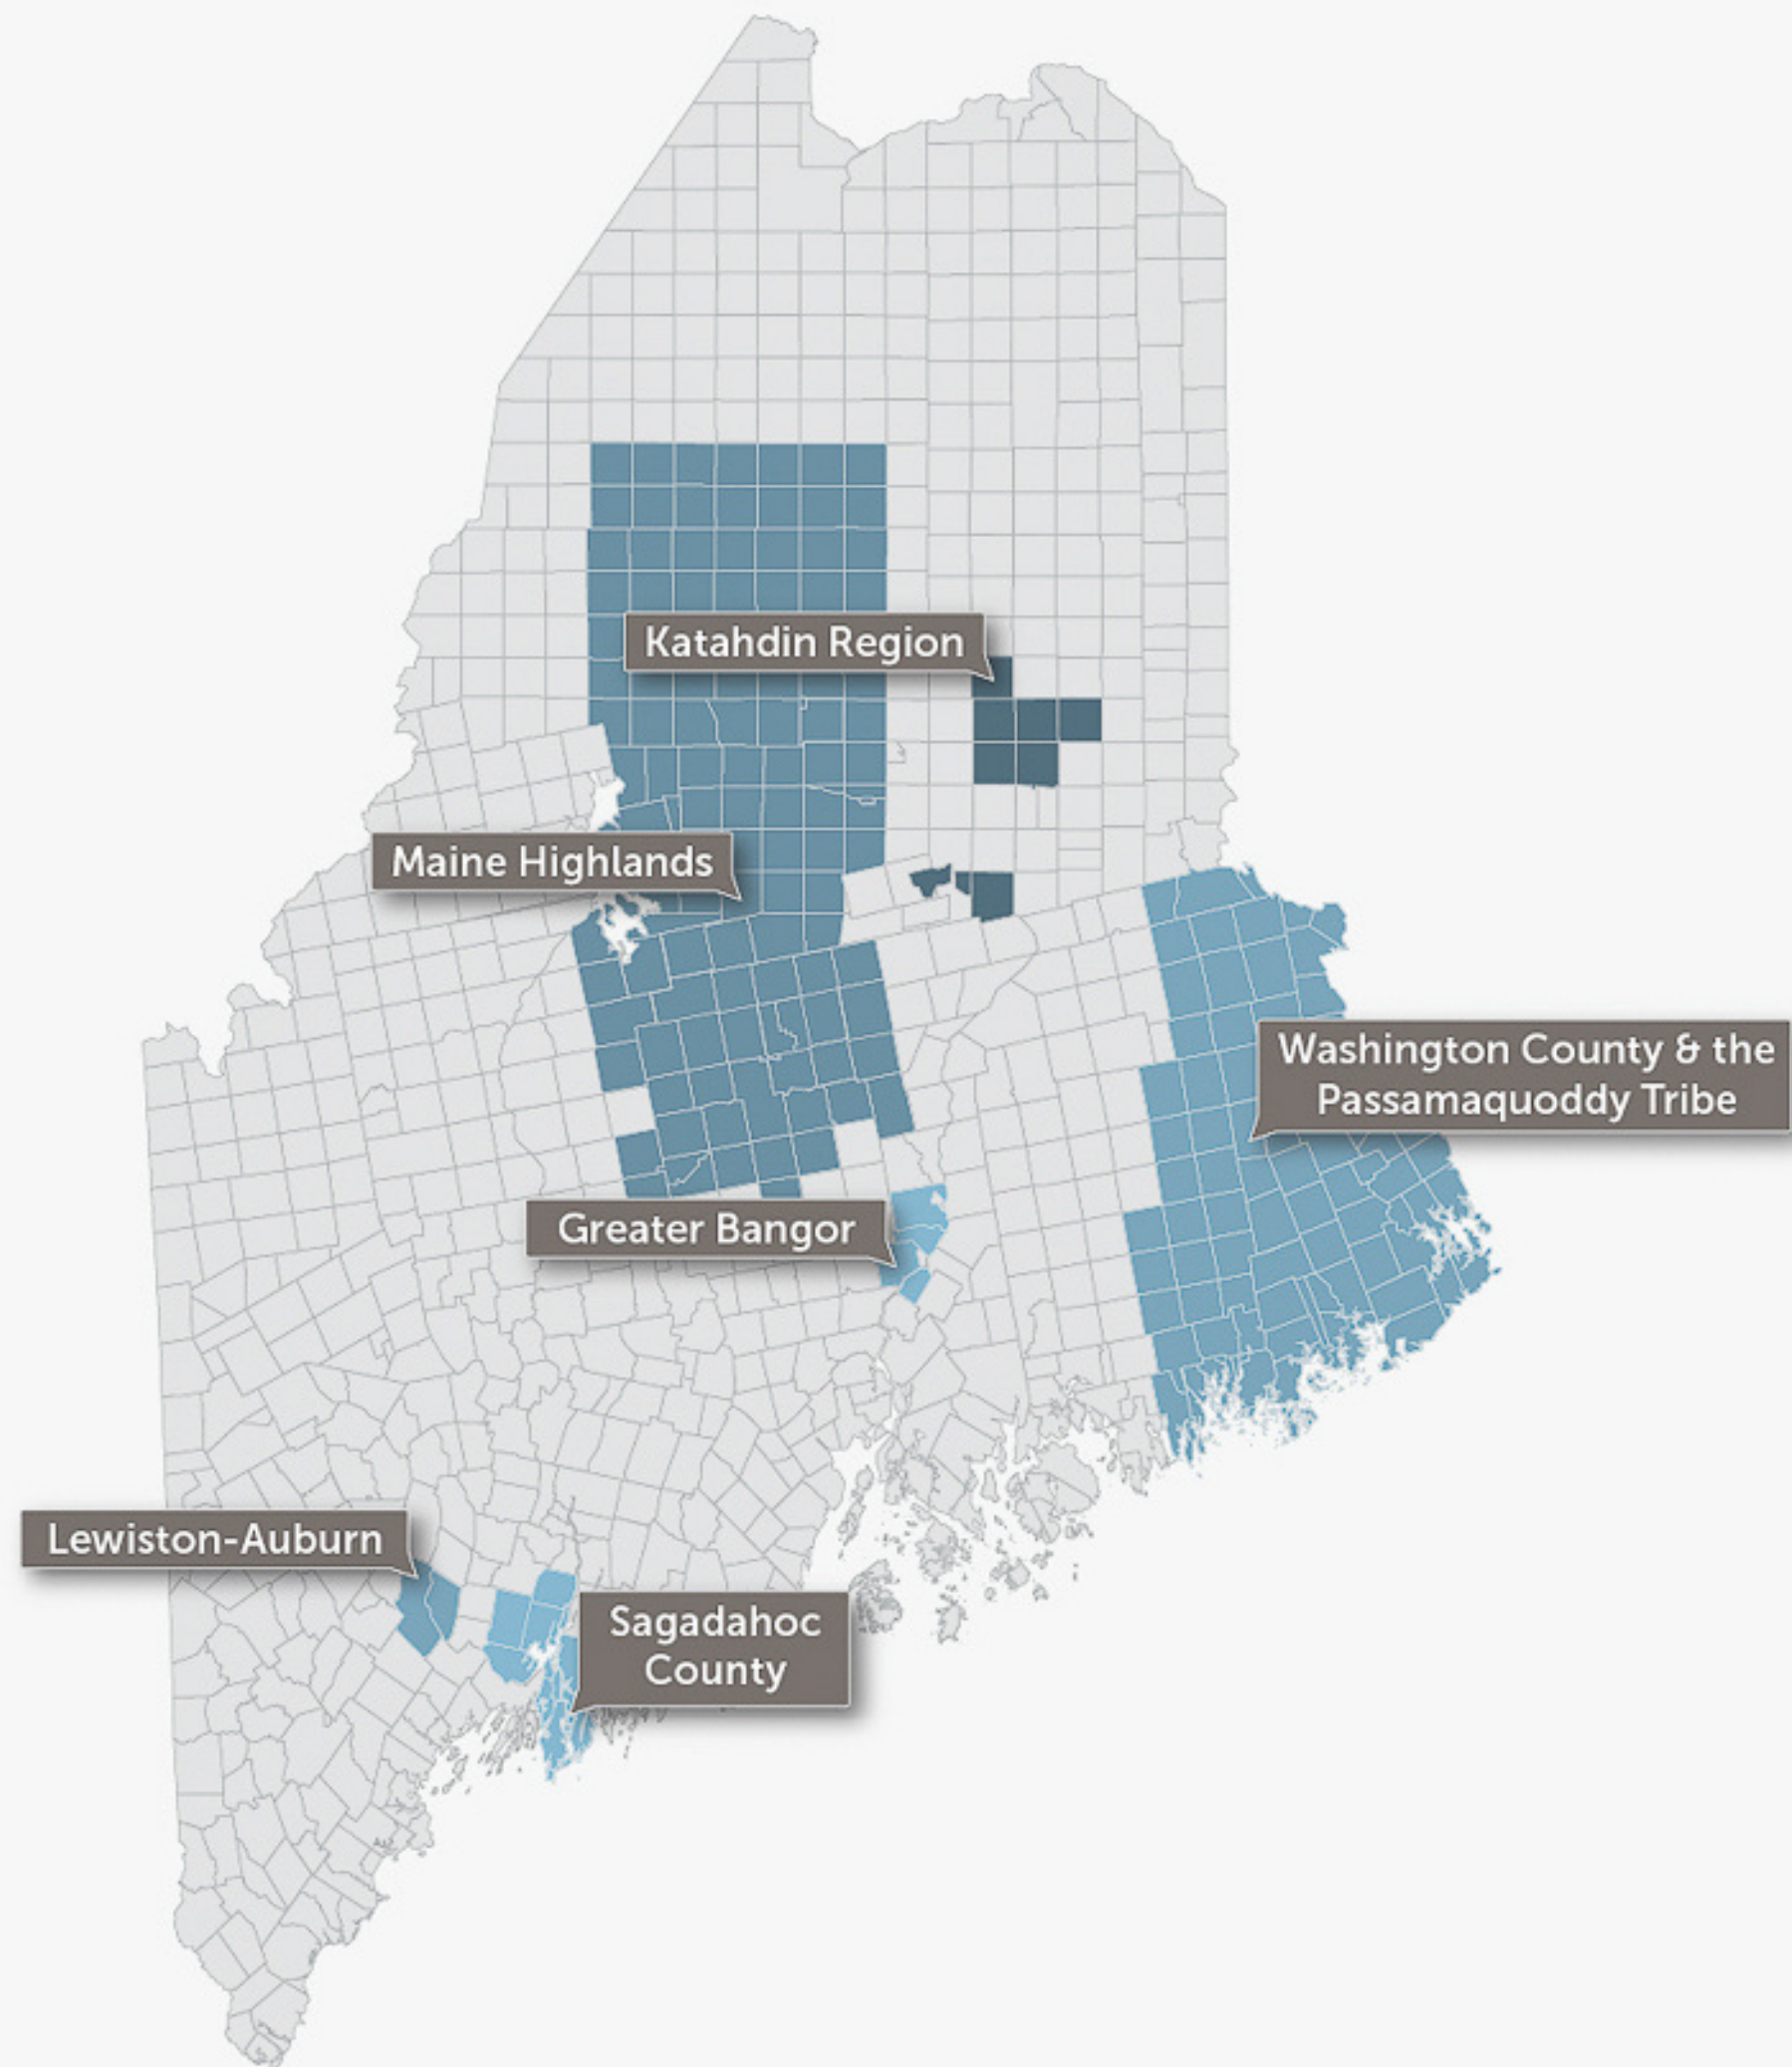 Katahdin Region
Maine Highlands
Washington County & the
Passamaquoddy Tribe
Greater Bangor
Lewiston-Auburn
Sagadahoc
County